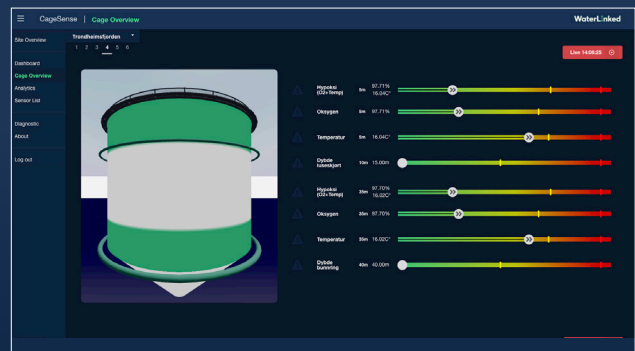 CageSense | Cage Overview
WaterLinked
Site Overview
Trondheimsfjorden
1 2 3 4 5 6
Live 14:06:25
Dashboard
Cage Overview
Analytics
Sensor List
Diagnostic
About
Log out
Hypoksi
(O2+Temp)
5m
97.71%
16.04C°
Oksygen 5m 97.71%
Temperatur 5m 16.04C°
Dybde
luseskjørt
10m 15.00m
Hypoksi
(O2+Temp)
35m
97.70%
16.02C°
Oksygen 35m 97.70%
Temperatur 35m 16.02C°
Dybde
bunnring
40m 40.00m